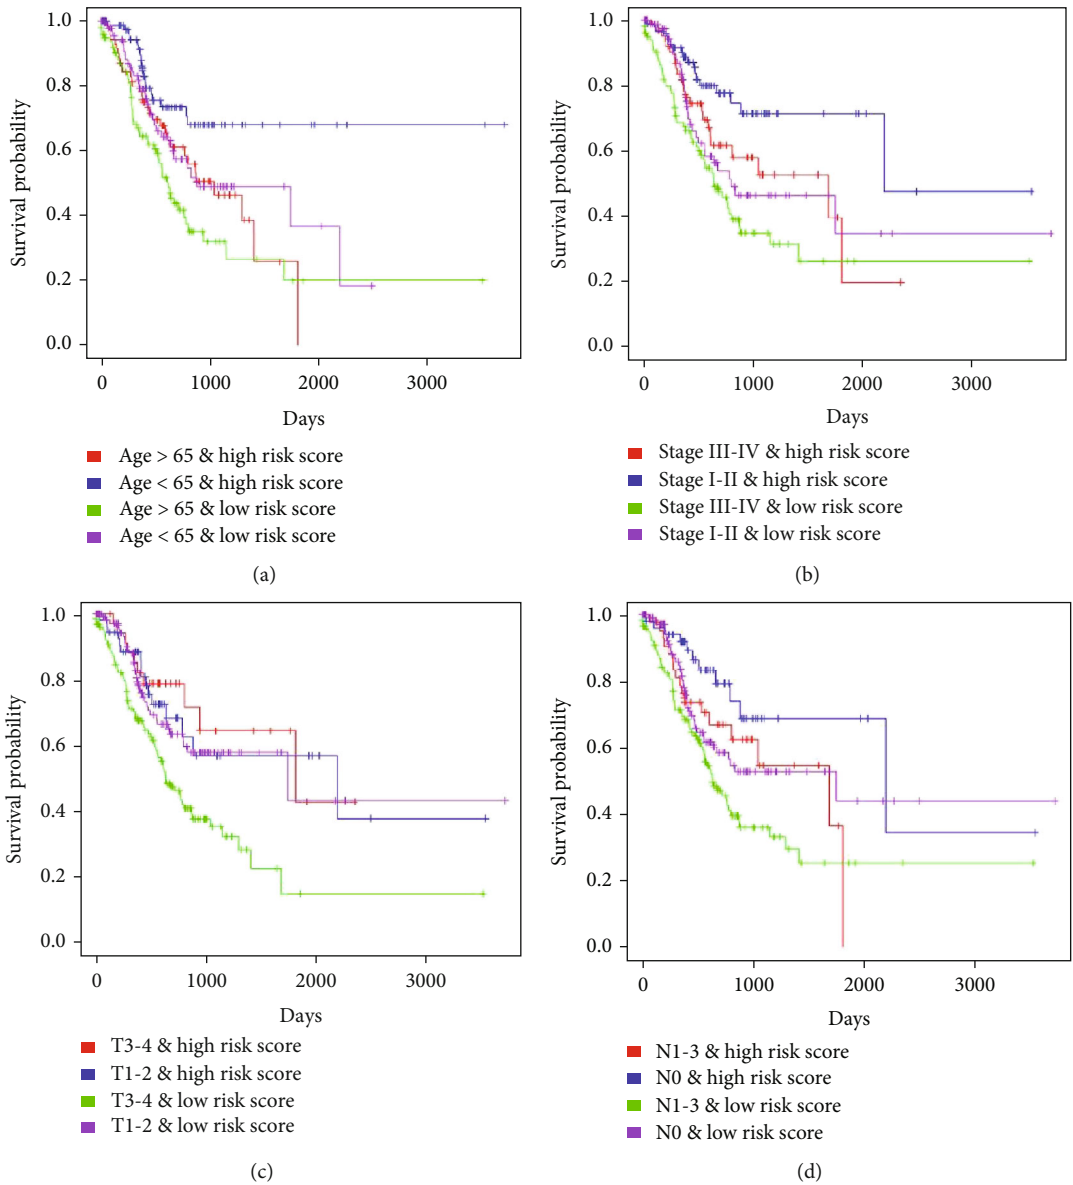 1.0
0.8
0.6
0.4
0.2
0.0
Survival probability
0 1000 2000 3000
Days
Age > 65 & high risk score
Age < 65 & high risk score
Age > 65 & low risk score
Age < 65 & low risk score
(a)
1.0
0.8
0.6
0.4
0.2
0.0
Survival probability
0 1000 2000 3000
Days
Stage III-IV & high risk score
Stage I-II & high risk score
Stage III-IV & low risk score
Stage I-II & low risk score
(b)
1.0
0.8
0.6
0.4
0.2
0.0
Survival probability
0 1000 2000 3000
Days
T3-4 & high risk score
T1-2 & high risk score
T3-4 & low risk score
T1-2 & low risk score
(c)
1.0
0.8
0.6
0.4
0.2
0.0
Survival probability
0 1000 2000 3000
Days
N1-3 & high risk score
N0 & high risk score
N1-3 & low risk score
N0 & low risk score
(d)